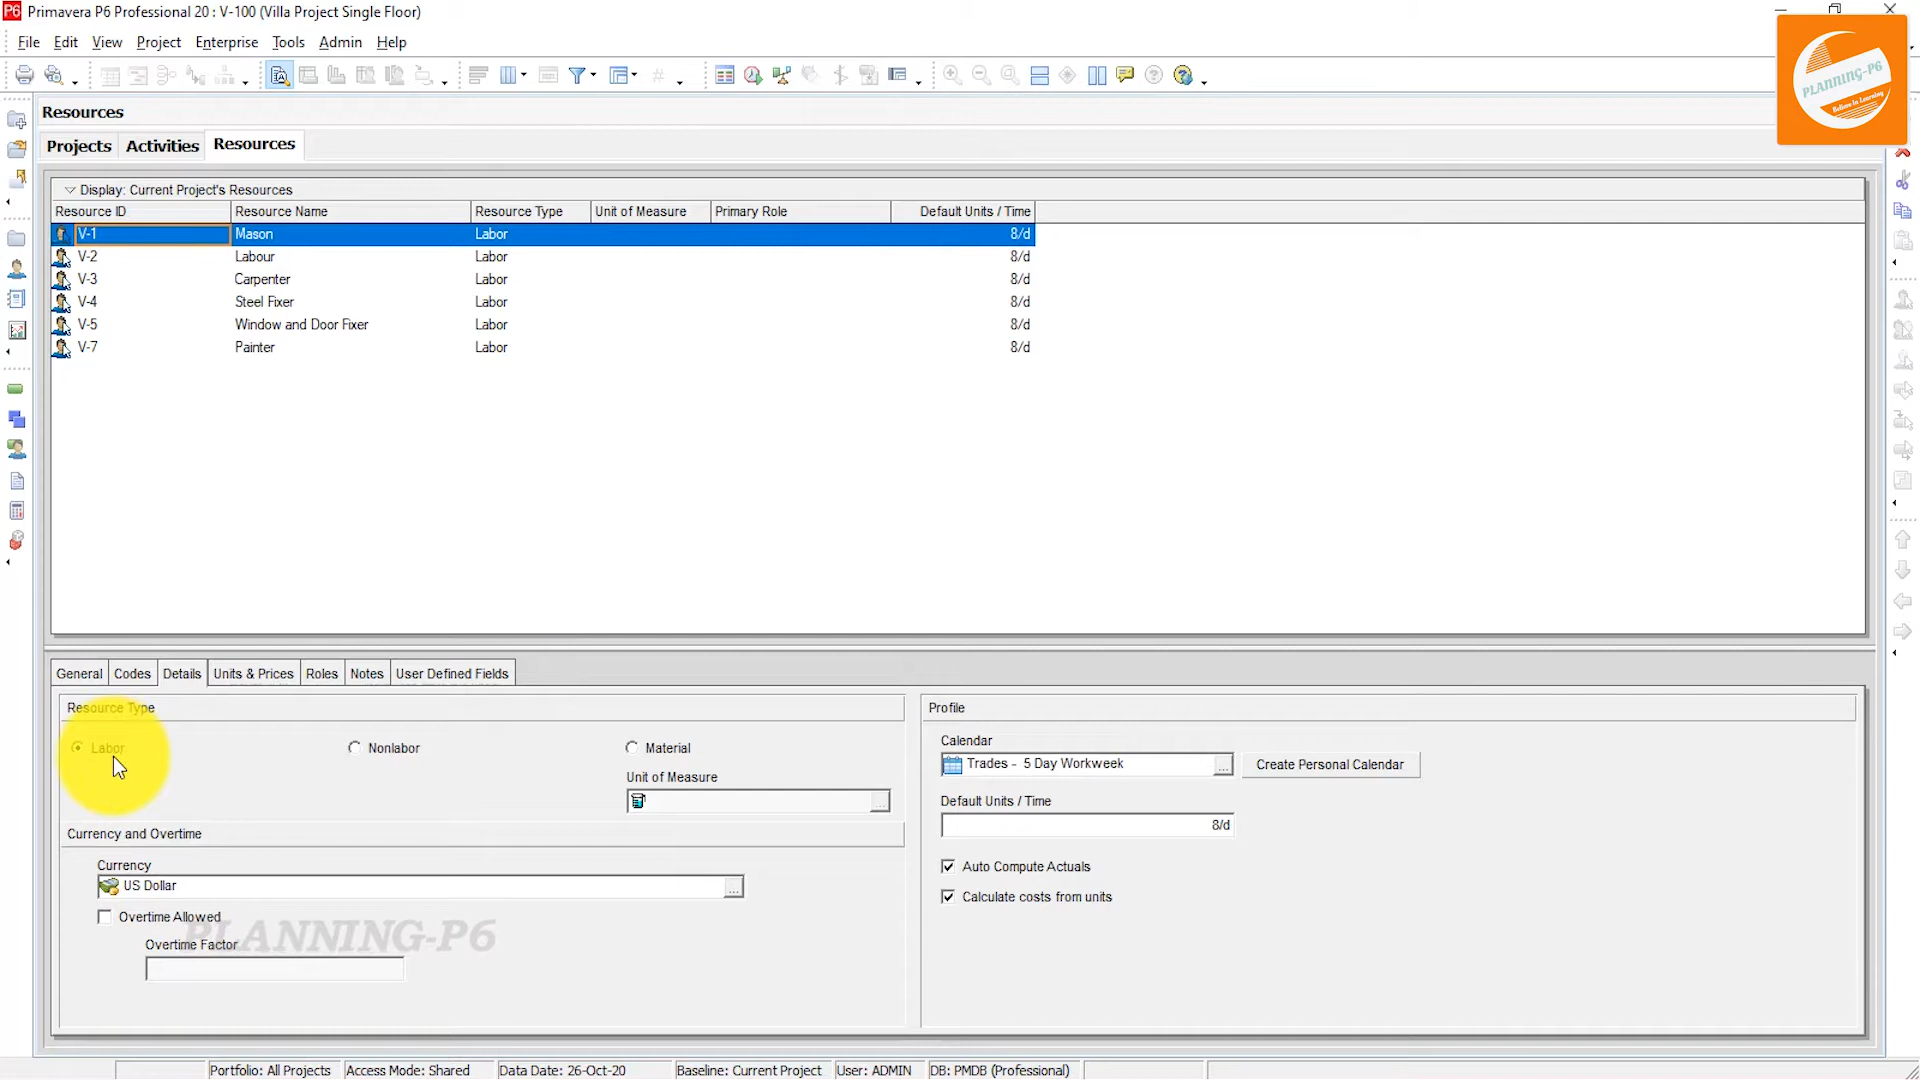 P6 Primavera P6 Professional 20 : V-100 (Villa Project Single Floor)
File Edit View Project Enterprise Tools Admin Help
PLANNING-P6
Believe In Learning
Resources
Projects Activities Resources
Display: Current Project's Resources
Resource ID Resource Name Resource Type Unit of Measure Primary Role Default Units / Time
V-1 Mason Labor 8/d
V-2 Labour Labor 8/d
V-3 Carpenter Labor 8/d
V-4 Steel Fixer Labor 8/d
V-5 Window and Door Fixer Labor 8/d
V-7 Painter Labor 8/d
General Codes Details Units & Prices Roles Notes User Defined Fields
Resource Type
Labor Nonlabor Material
Unit of Measure
...
Currency and Overtime
Currency
US Dollar ...
Overtime Allowed
PLANNING-P6
Overtime Factor
Profile
Calendar
Trades - 5 Day Workweek ... Create Personal Calendar
Default Units / Time
8/d
Auto Compute Actuals
Calculate costs from units
Portfolio: All Projects Access Mode: Shared Data Date: 26-Oct-20 Baseline: Current Project User: ADMIN DB: PMDB (Professional)